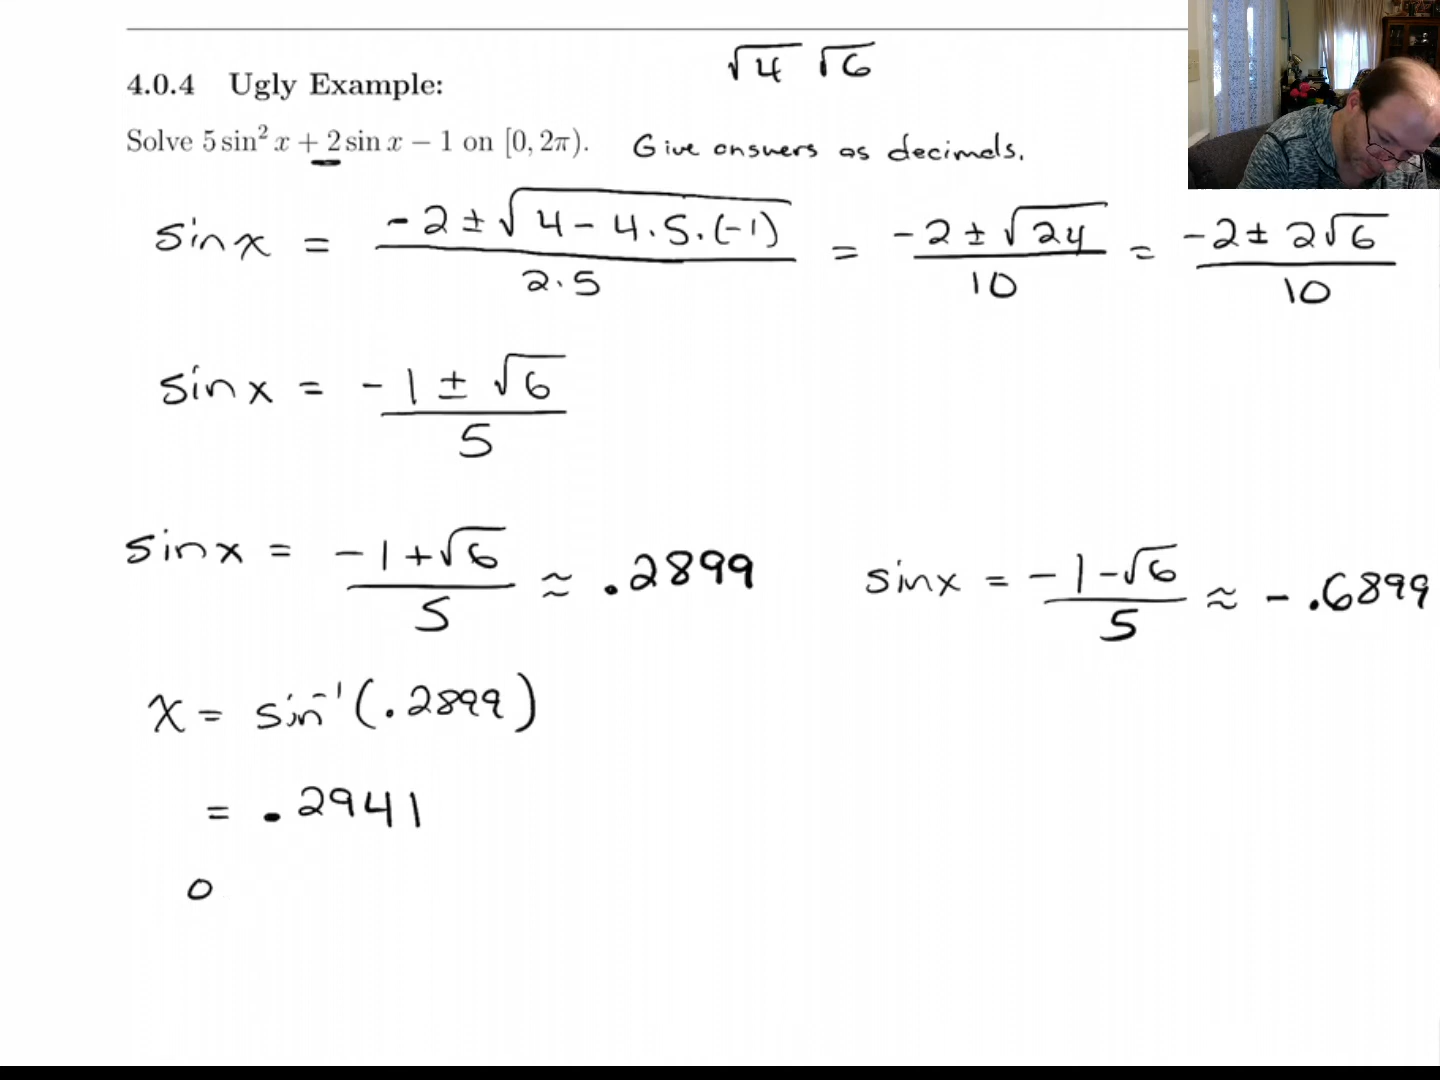 √4 √6
4.0.4 Ugly Example:
Solve 5 sin² x + 2 sin x − 1 on [0, 2π). Give answers as decimals.
sin x = (-2 ± √(4 - 4·5·(-1))) / (2·5) = (-2 ± √24) / 10 = (-2 ± 2√6) / 10
sin x = (-1 ± √6) / 5
sin x = (-1 + √6) / 5 ≈ .2899
sin x = (-1 - √6) / 5 ≈ -.6899
x = sin⁻¹(.2899)
= .2941
o